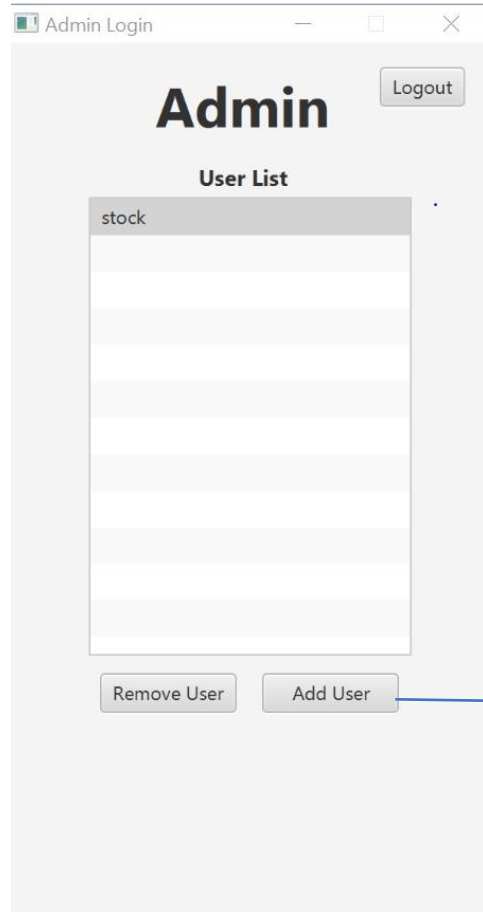 Admin Login
Logout
Admin
User List
stock
Remove User Add User